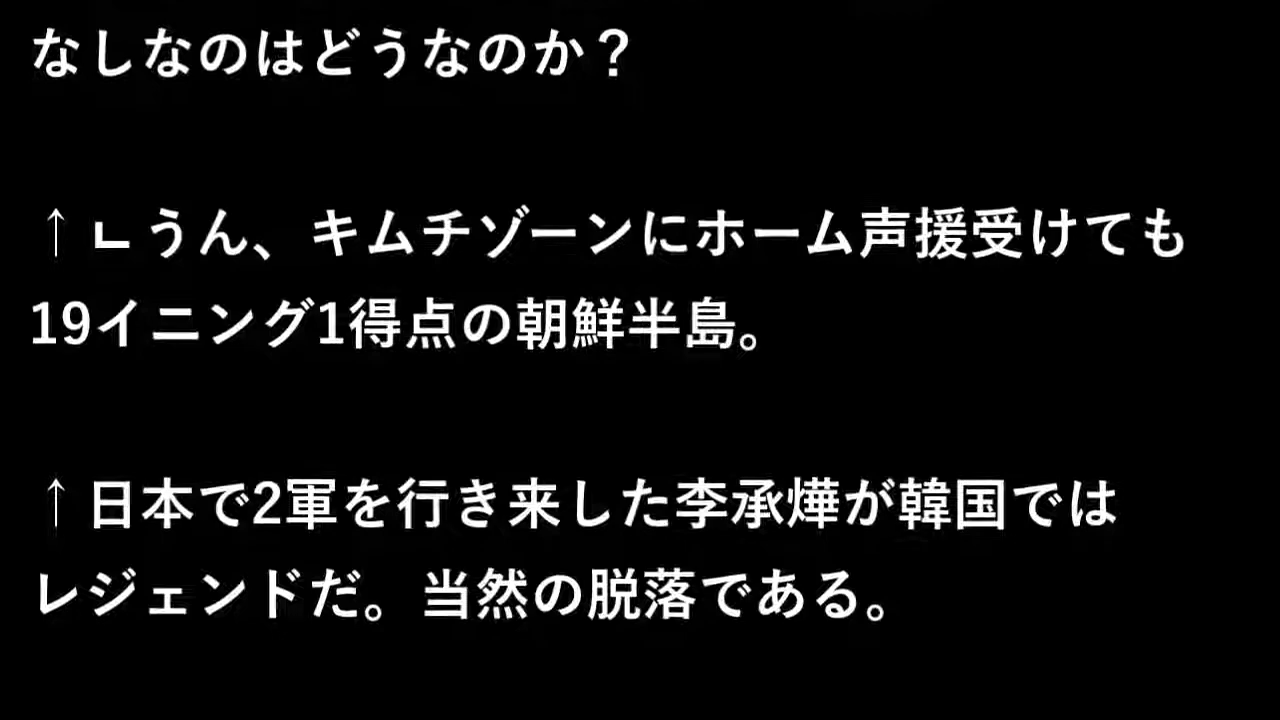 なしなのはどうなのか？
↑ㄴうん、キムチゾーンにホーム声援受けても
19イニング1得点の朝鮮半島。
↑日本で2軍を行き来した李承燁が韓国では
レジェンドだ。当然の脱落である。